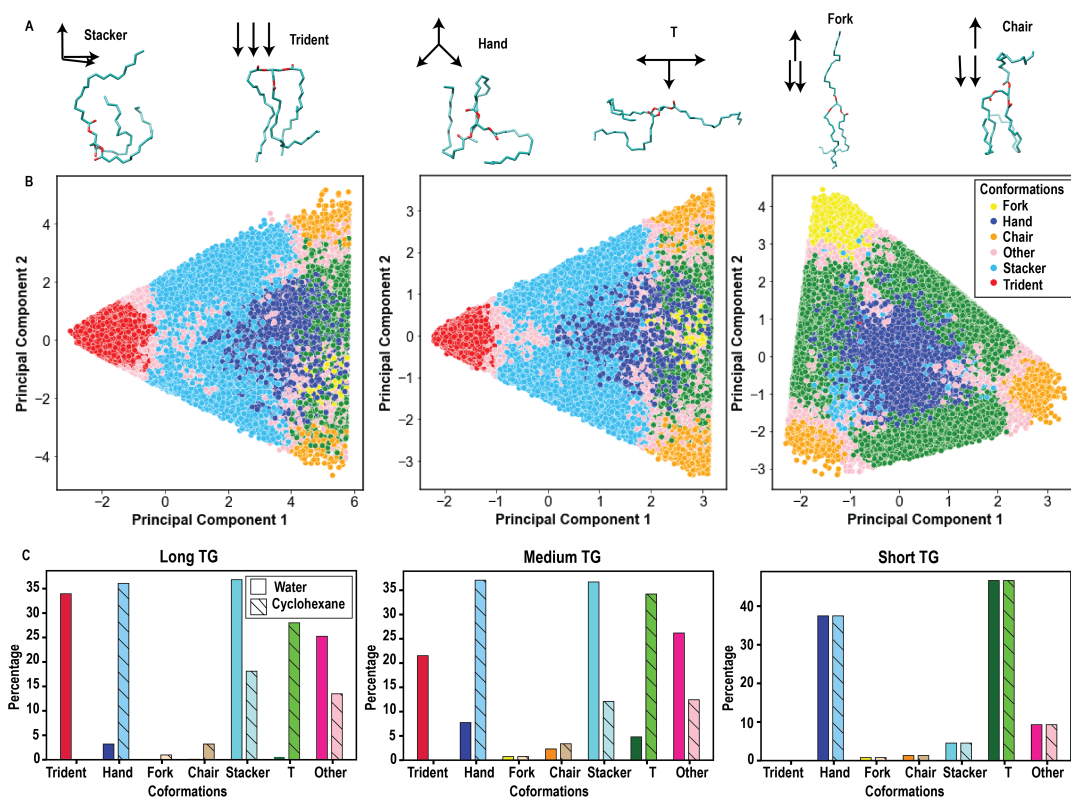 A
Stacker
Trident
Hand
T
Fork
Chair
B
Principal Component 2
4
2
0
−2
−4
−2
0
2
4
6
Principal Component 1
Principal Component 2
3
2
1
0
−1
−2
−3
−2
−1
0
1
2
3
Principal Component 1
Principal Component 2
4
3
2
1
0
−1
−2
−3
−2
−1
0
1
2
3
Principal Component 1
Conformations
Fork
Hand
Chair
Other
Stacker
Trident
C
Long TG
Percentage
35
30
25
20
15
10
5
0
Water
Cyclohexane
Trident Hand Fork Chair Stacker T Other
Coformations
Medium TG
Percentage
35
30
25
20
15
10
5
0
Trident Hand Fork Chair Stacker T Other
Coformations
Short TG
Percentage
40
30
20
10
0
Trident Hand Fork Chair Stacker T Other
Coformations